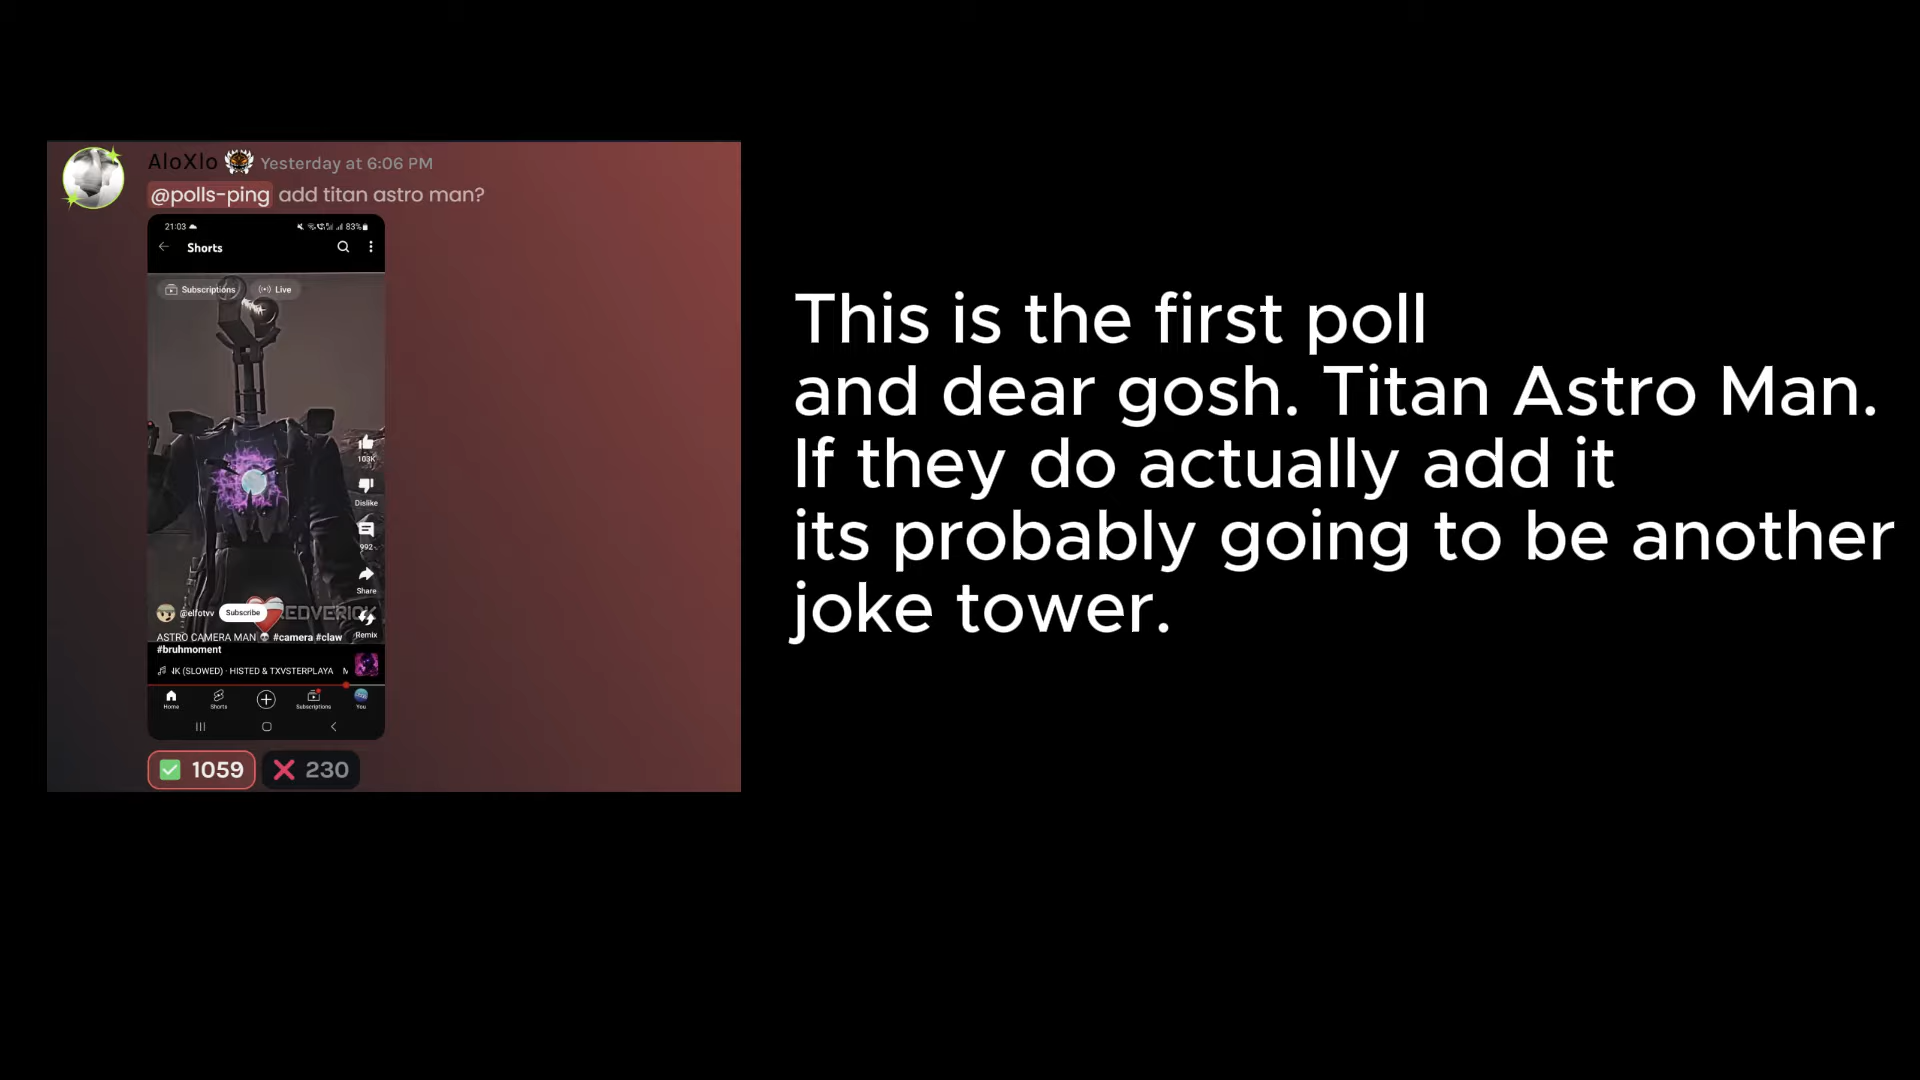 AloXlo Yesterday at 6:06 PM
@polls-ping add titan astro man?
21:03 83%
Shorts
Subscriptions Live
103K
Dislike
992
Share
@elfotvv Subscribe
EDVERICK
Remix
ASTRO CAMERA MAN 💀 #camera #claw
#bruhmoment
IK (SLOWED) · HISTED & TXVSTERPLAYA M
Home Shorts Subscriptions You
✅ 1059 ❌ 230
This is the first poll
and dear gosh. Titan Astro Man.
If they do actually add it
its probably going to be another
joke tower.